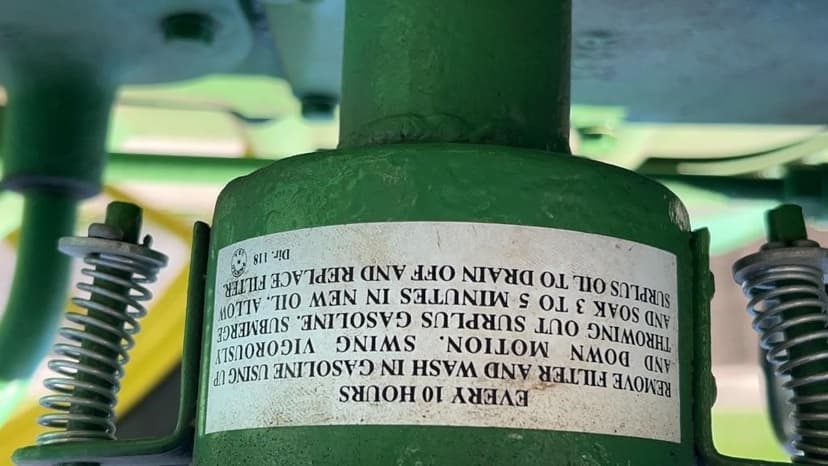 EVERY 10 HOURS
REMOVE FILTER AND WASH IN GASOLINE USING UP
AND DOWN MOTION. SWING VIGOROUSLY
THROWING OUT SURPLUS GASOLINE. SUBMERGE
AND SOAK 3 TO 5 MINUTES IN NEW OIL. ALLOW
SURPLUS OIL TO DRAIN OFF AND REPLACE FILTER.
Dir. 118